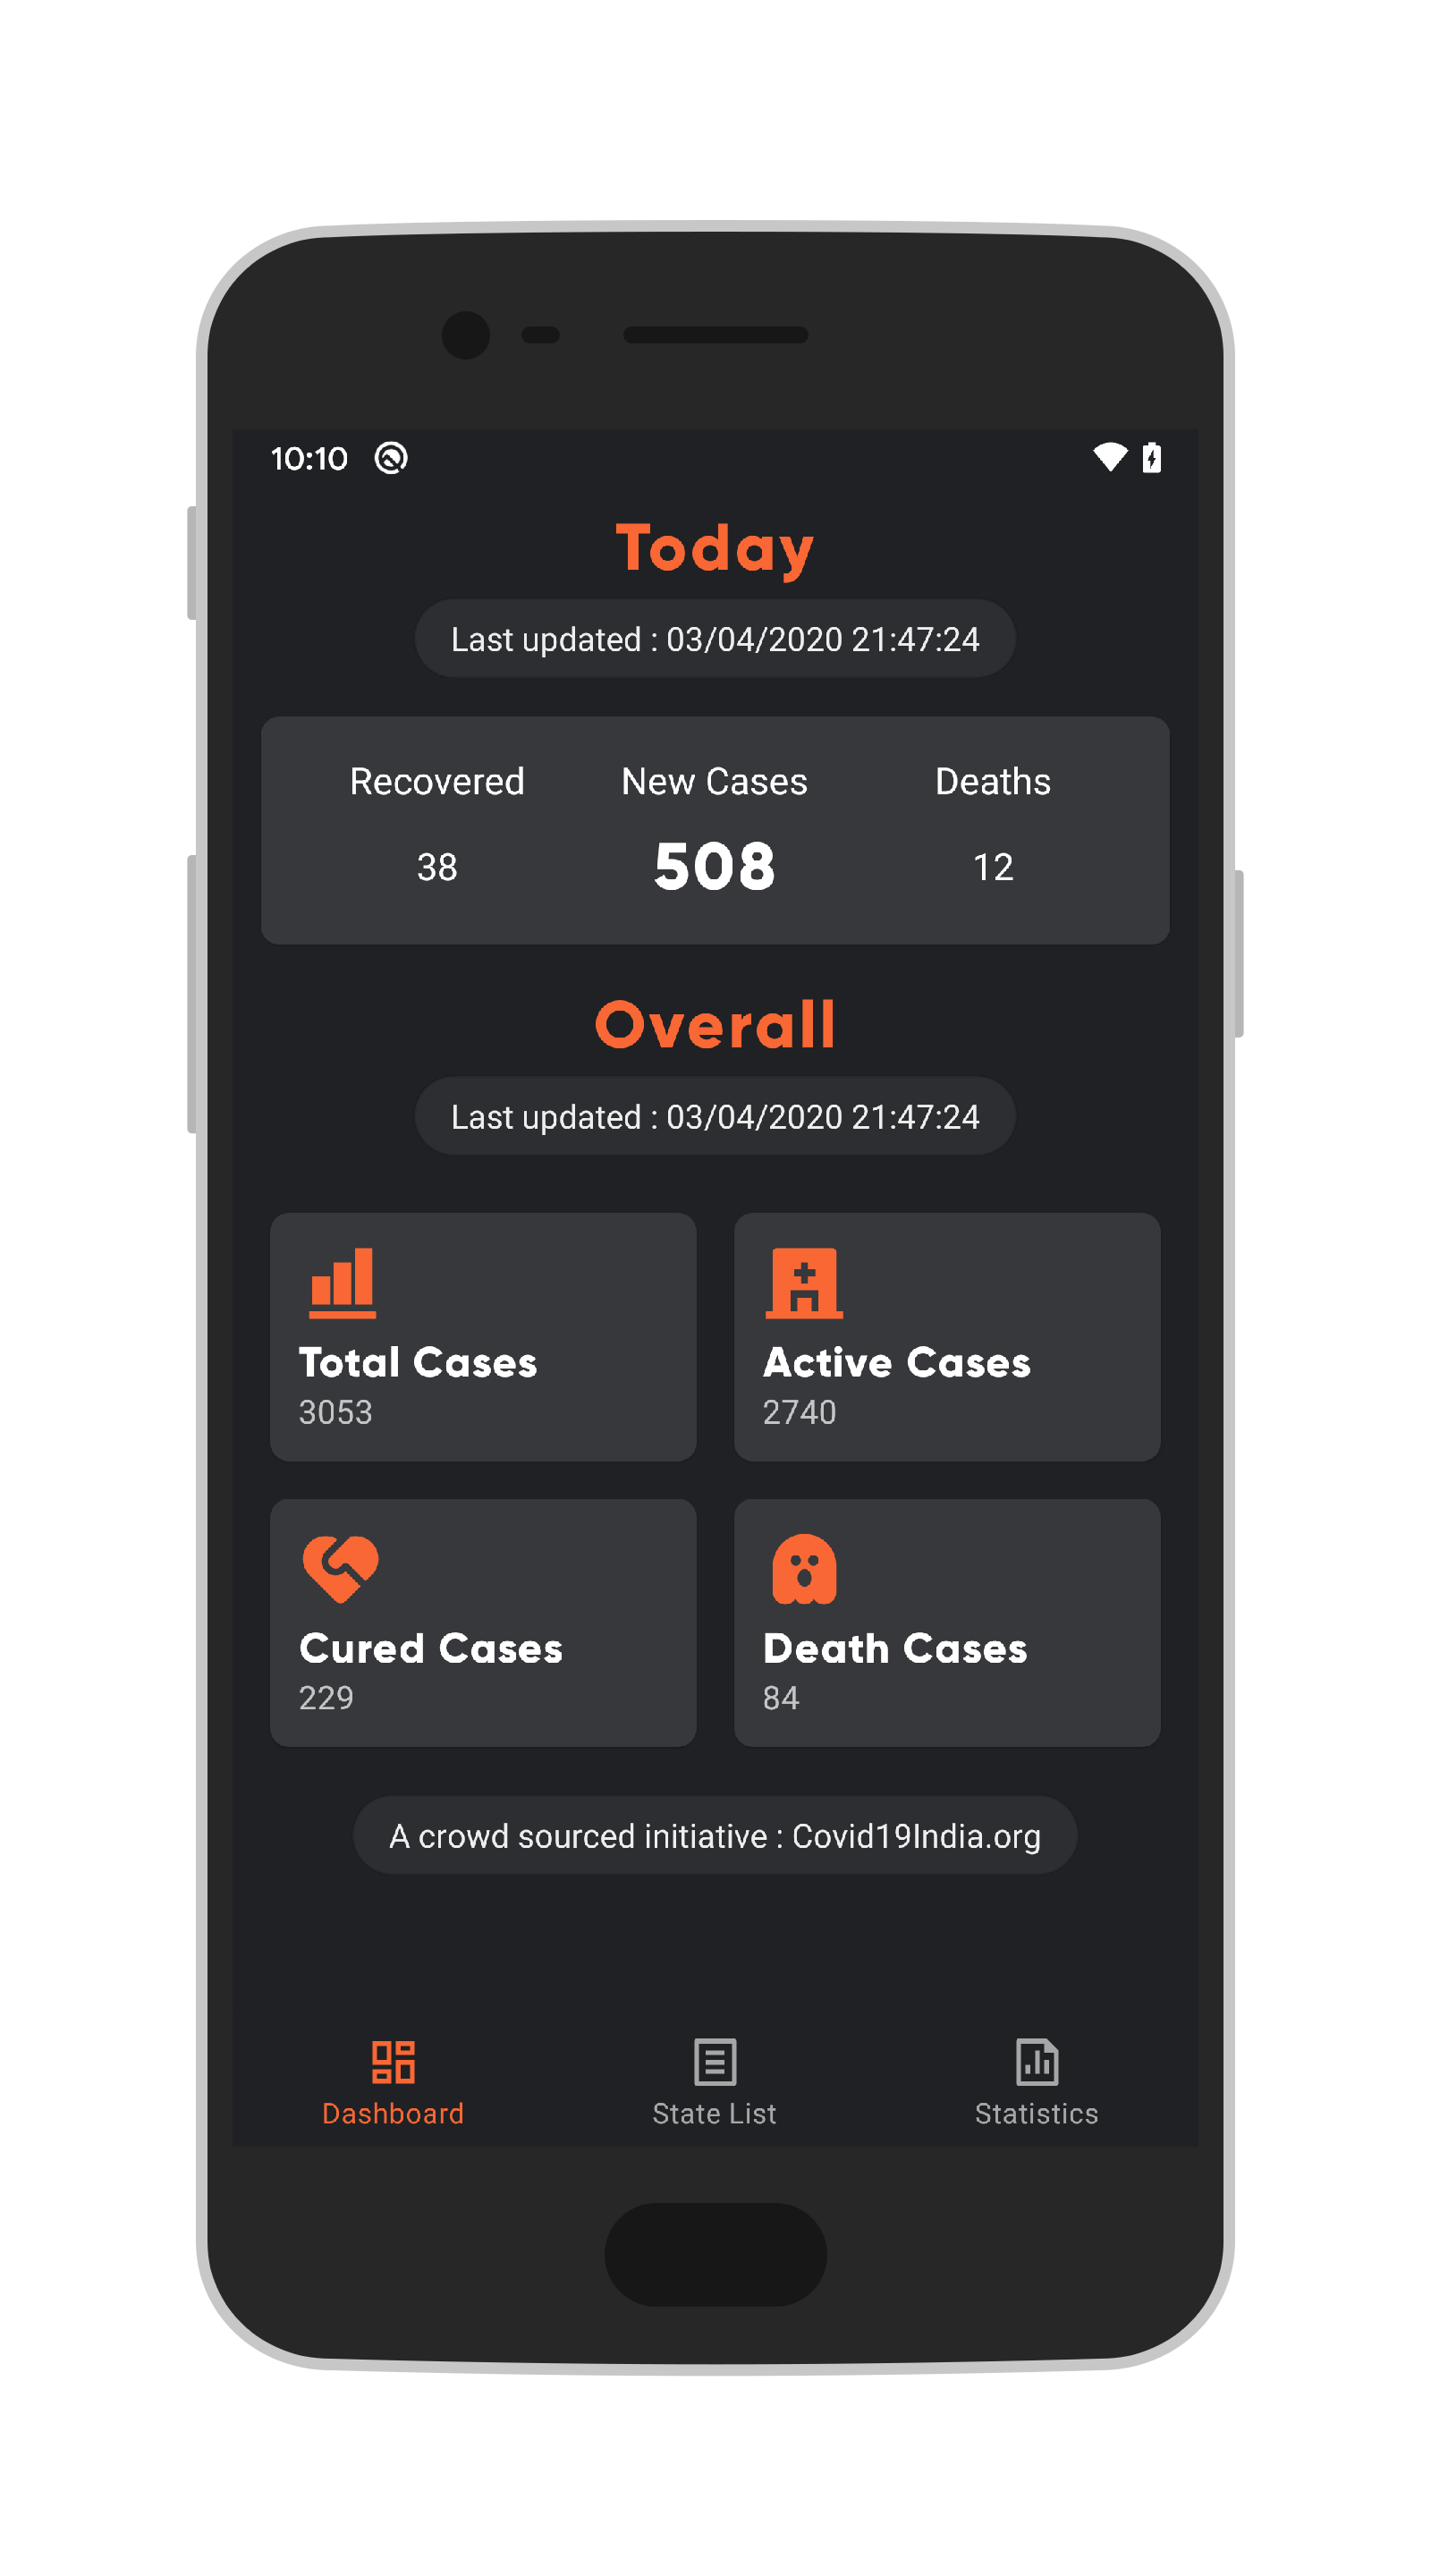 10:10
Today
Last updated : 03/04/2020 21:47:24
Recovered New Cases Deaths
38 508 12
Overall
Last updated : 03/04/2020 21:47:24
Total Cases Active Cases
3053 2740
Cured Cases Death Cases
229 84
A crowd sourced initiative : Covid19India.org
Dashboard State List Statistics